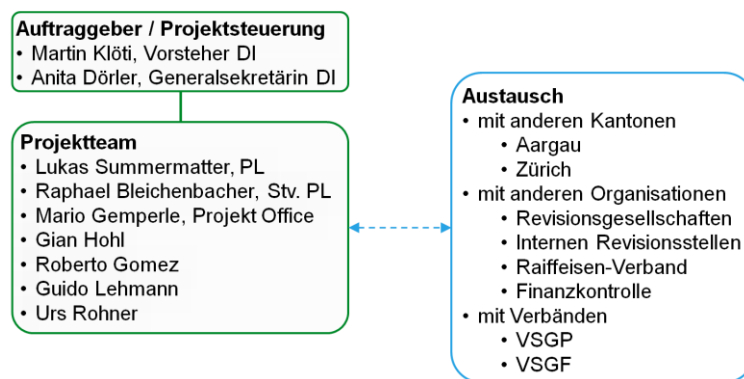 Auftraggeber / Projektsteuerung
• Martin Klöti, Vorsteher DI
• Anita Dörler, Generalsekretärin DI
Projektteam
• Lukas Summermatter, PL
• Raphael Bleichenbacher, Stv. PL
• Mario Gemperle, Projekt Office
• Gian Hohl
• Roberto Gomez
• Guido Lehmann
• Urs Rohner
Austausch
• mit anderen Kantonen
• Aargau
• Zürich
• mit anderen Organisationen
• Revisionsgesellschaften
• Internen Revisionsstellen
• Raiffeisen-Verband
• Finanzkontrolle
• mit Verbänden
• VSGP
• VSGF